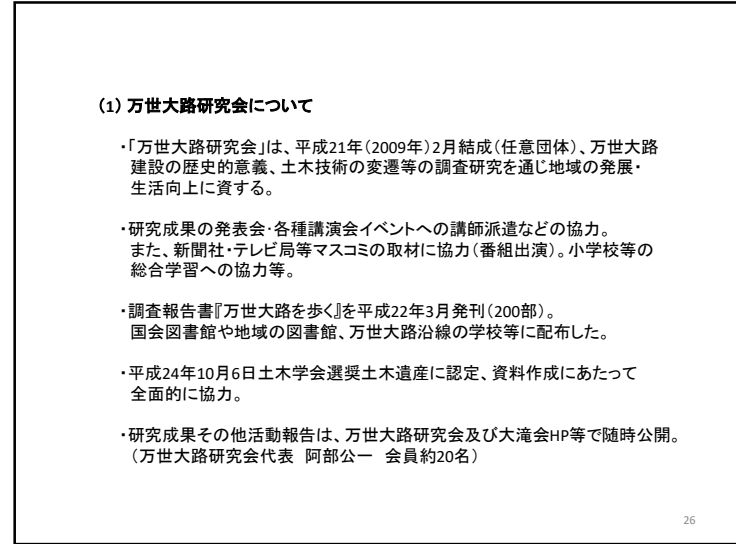 （1） 万世大路研究会について
・「万世大路研究会」は、平成21年（2009年）2月結成（任意団体）、万世大路
建設の歴史的意義、土木技術の変遷等の調査研究を通じ地域の発展・
生活向上に資する。
・研究成果の発表会・各種講演会イベントへの講師派遣などの協力。
また、新聞社・テレビ局等マスコミの取材に協力（番組出演）。小学校等の
総合学習への協力等。
・調査報告書『万世大路を歩く』を平成22年3月発刊（200部）。
国会図書館や地域の図書館、万世大路沿線の学校等に配布した。
・平成24年10月6日土木学会選奨土木遺産に認定、資料作成にあたって
全面的に協力。
・研究成果その他活動報告は、万世大路研究会及び大滝会HP等で随時公開。
（万世大路研究会代表　阿部公一　会員約20名）
26